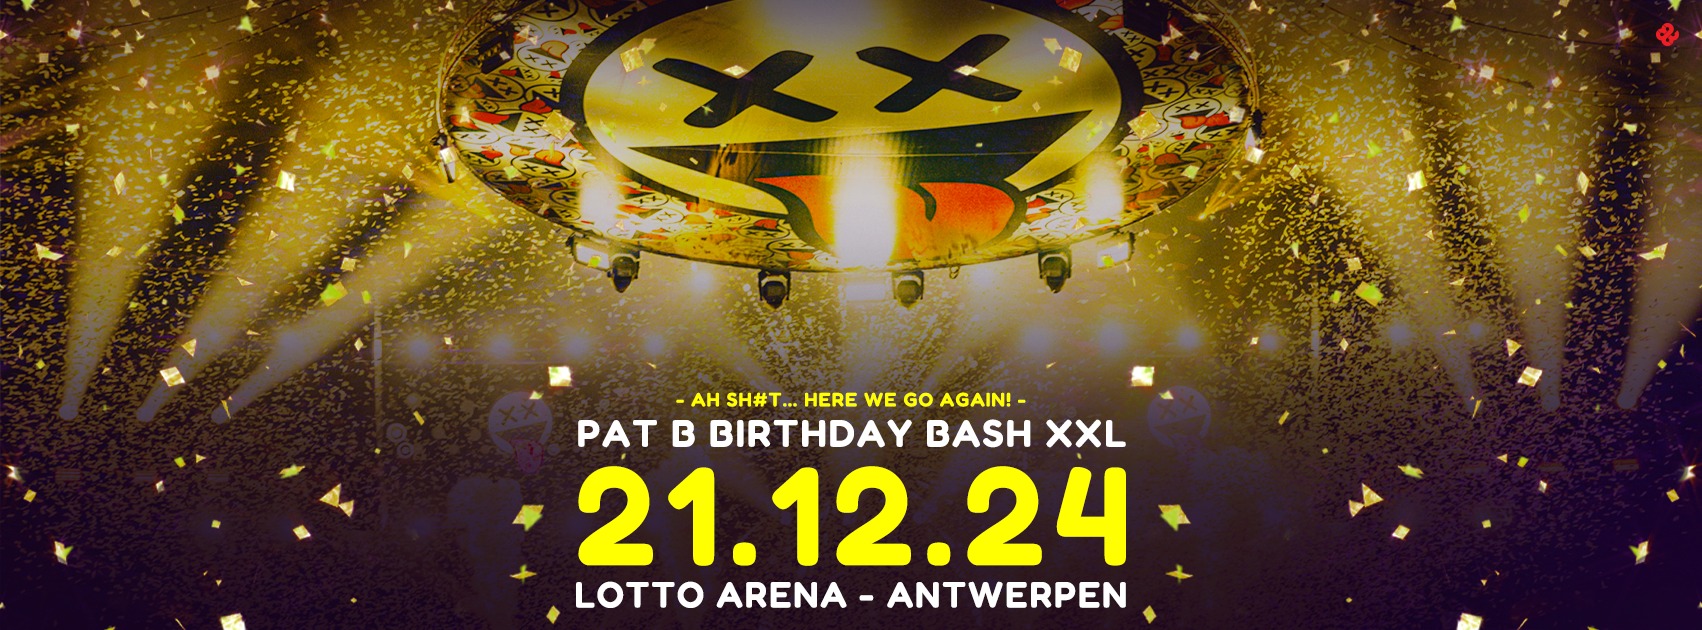 - AH SH#T... HERE WE GO AGAIN! -
PAT B BIRTHDAY BASH XXL
21.12.24
LOTTO ARENA - ANTWERPEN